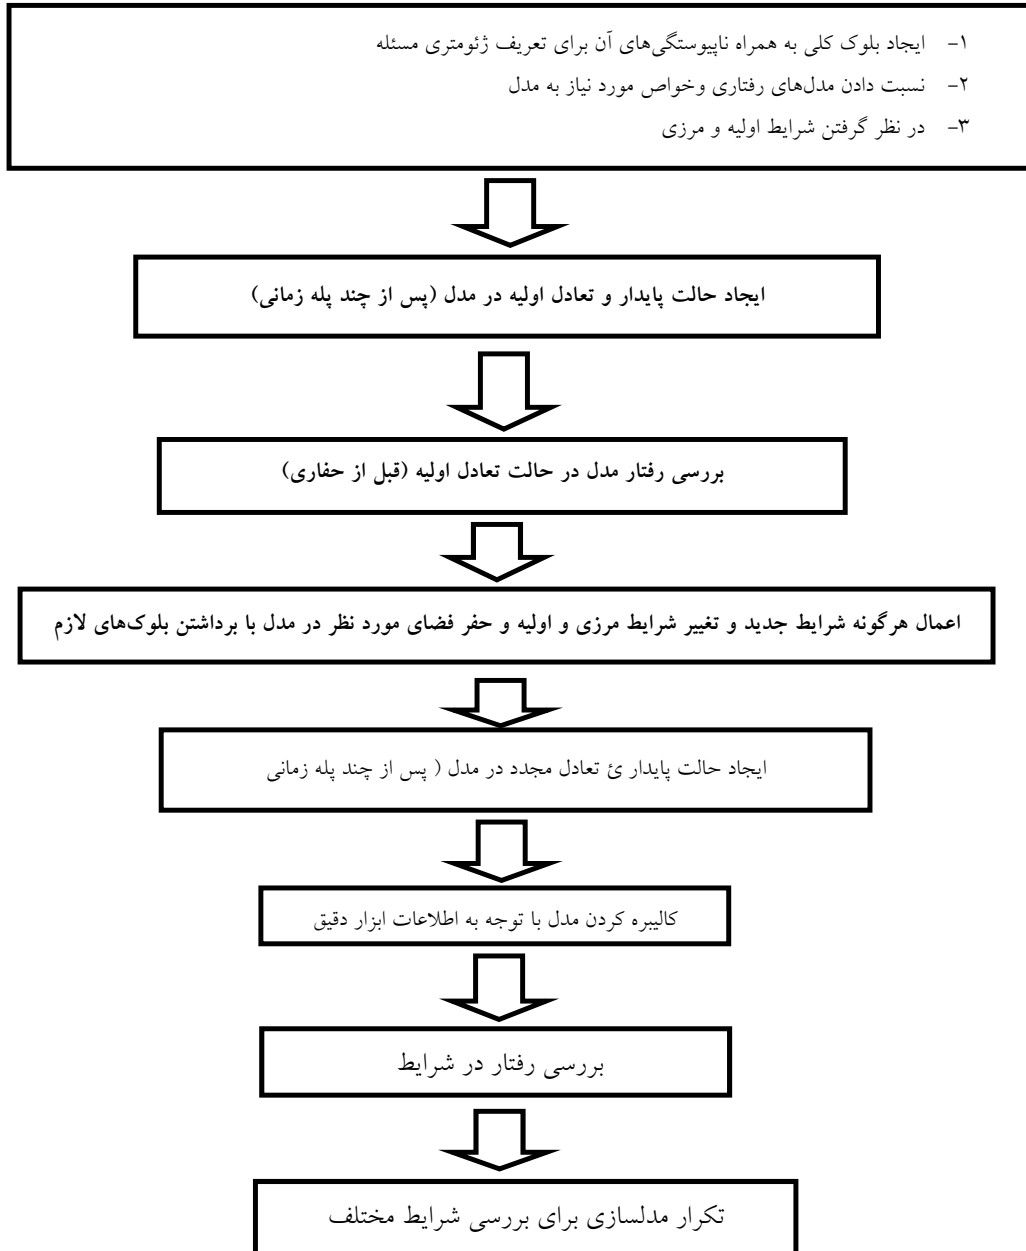 ۱- ایجاد بلوک کلی به همراه ناپیوستگی‌های آن برای تعریف ژئومتری مسئله
۲- نسبت دادن مدل‌های رفتاری وخواص مورد نیاز به مدل
۳- در نظر گرفتن شرایط اولیه و مرزی
ایجاد حالت پایدار و تعادل اولیه در مدل (پس از چند پله زمانی)
بررسی رفتار مدل در حالت تعادل اولیه (قبل از حفاری)
اعمال هرگونه شرایط جدید و تغییر شرایط مرزی و اولیه و حفر فضای مورد نظر در مدل با برداشتن بلوک‌های لازم
ایجاد حالت پایدار ئ تعادل مجدد در مدل ( پس از چند پله زمانی
کالیبره کردن مدل با توجه به اطلاعات ابزار دقیق
بررسی رفتار در شرایط
تکرار مدلسازی برای بررسی شرایط مختلف